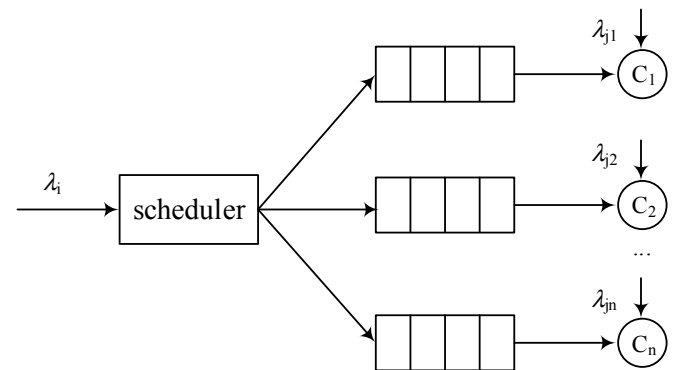 λj1
C1
λi
scheduler
λj2
C2
...
λjn
Cn